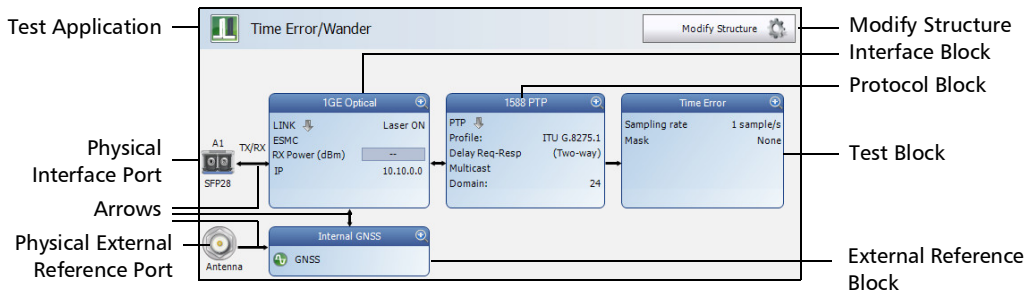 Test Application
Time Error/Wander
Modify Structure
Modify Structure
Interface Block
Protocol Block
Test Block
External Reference
Block
Physical
Interface Port
Arrows
Physical External
Reference Port
A1
TX/RX
SFP28
1GE Optical
LINK
Laser ON
ESMC
RX Power (dBm)
--
IP
10.10.0.0
1588 PTP
PTP
Profile:
ITU G.8275.1
Delay Req-Resp
(Two-way)
Multicast
Domain:
24
Time Error
Sampling rate
1 sample/s
Mask
None
Antenna
Internal GNSS
GNSS